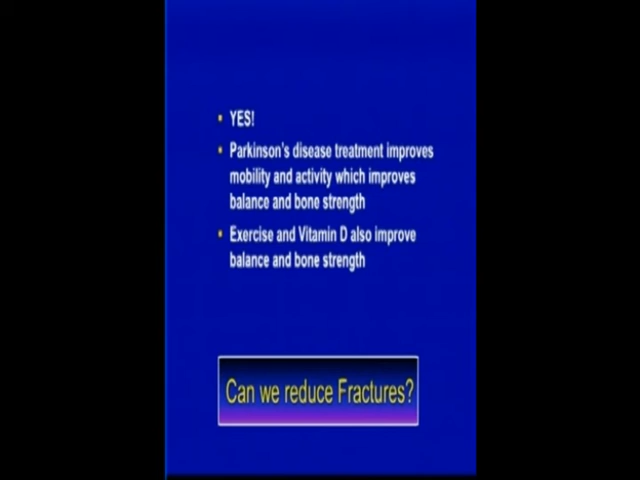 YES!
Parkinson's disease treatment improves
mobility and activity which improves
balance and bone strength
Exercise and Vitamin D also improve
balance and bone strength
Can we reduce Fractures?